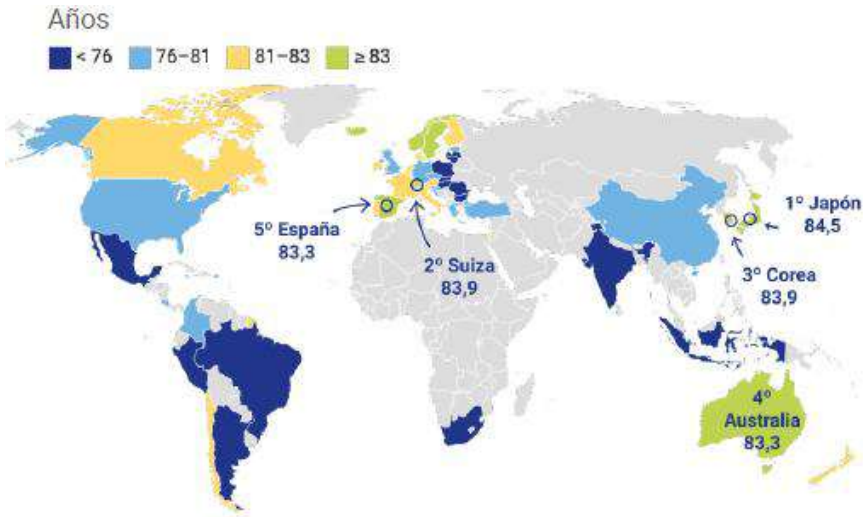 Años
< 76
76–81
81–83
≥ 83
5º España
83,3
2º Suiza
83,9
1º Japón
84,5
3º Corea
83,9
4º
Australia
83,3